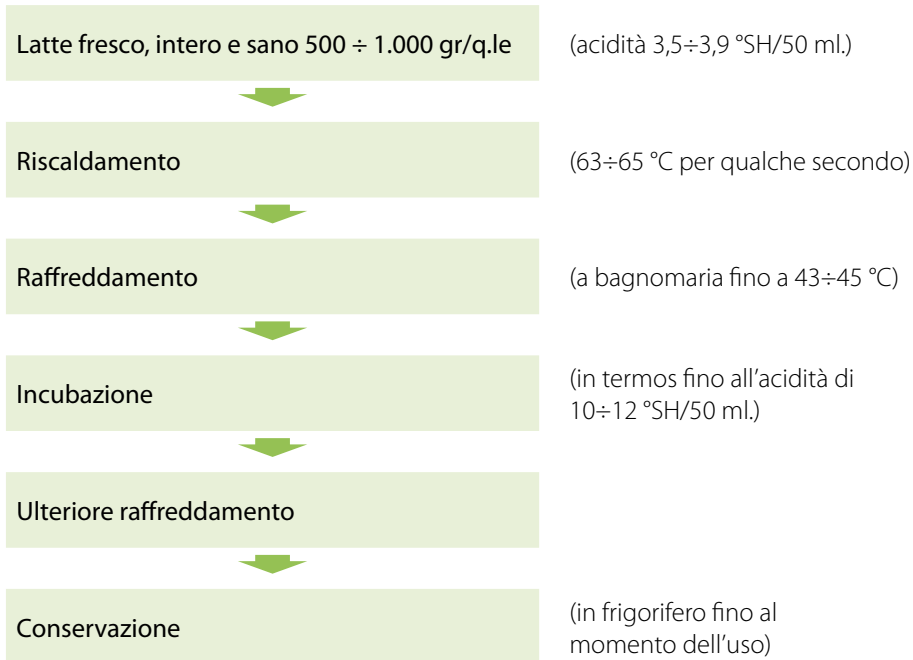 Latte fresco, intero e sano 500 ÷ 1.000 gr/q.le (acidità 3,5÷3,9 °SH/50 ml.)
Riscaldamento (63÷65 °C per qualche secondo)
Raffreddamento (a bagnomaria fino a 43÷45 °C)
Incubazione
(in termos fino all'acidità di
10÷12 °SH/50 ml.)
Ulteriore raffreddamento
Conservazione
(in frigorifero fino al
momento dell'uso)